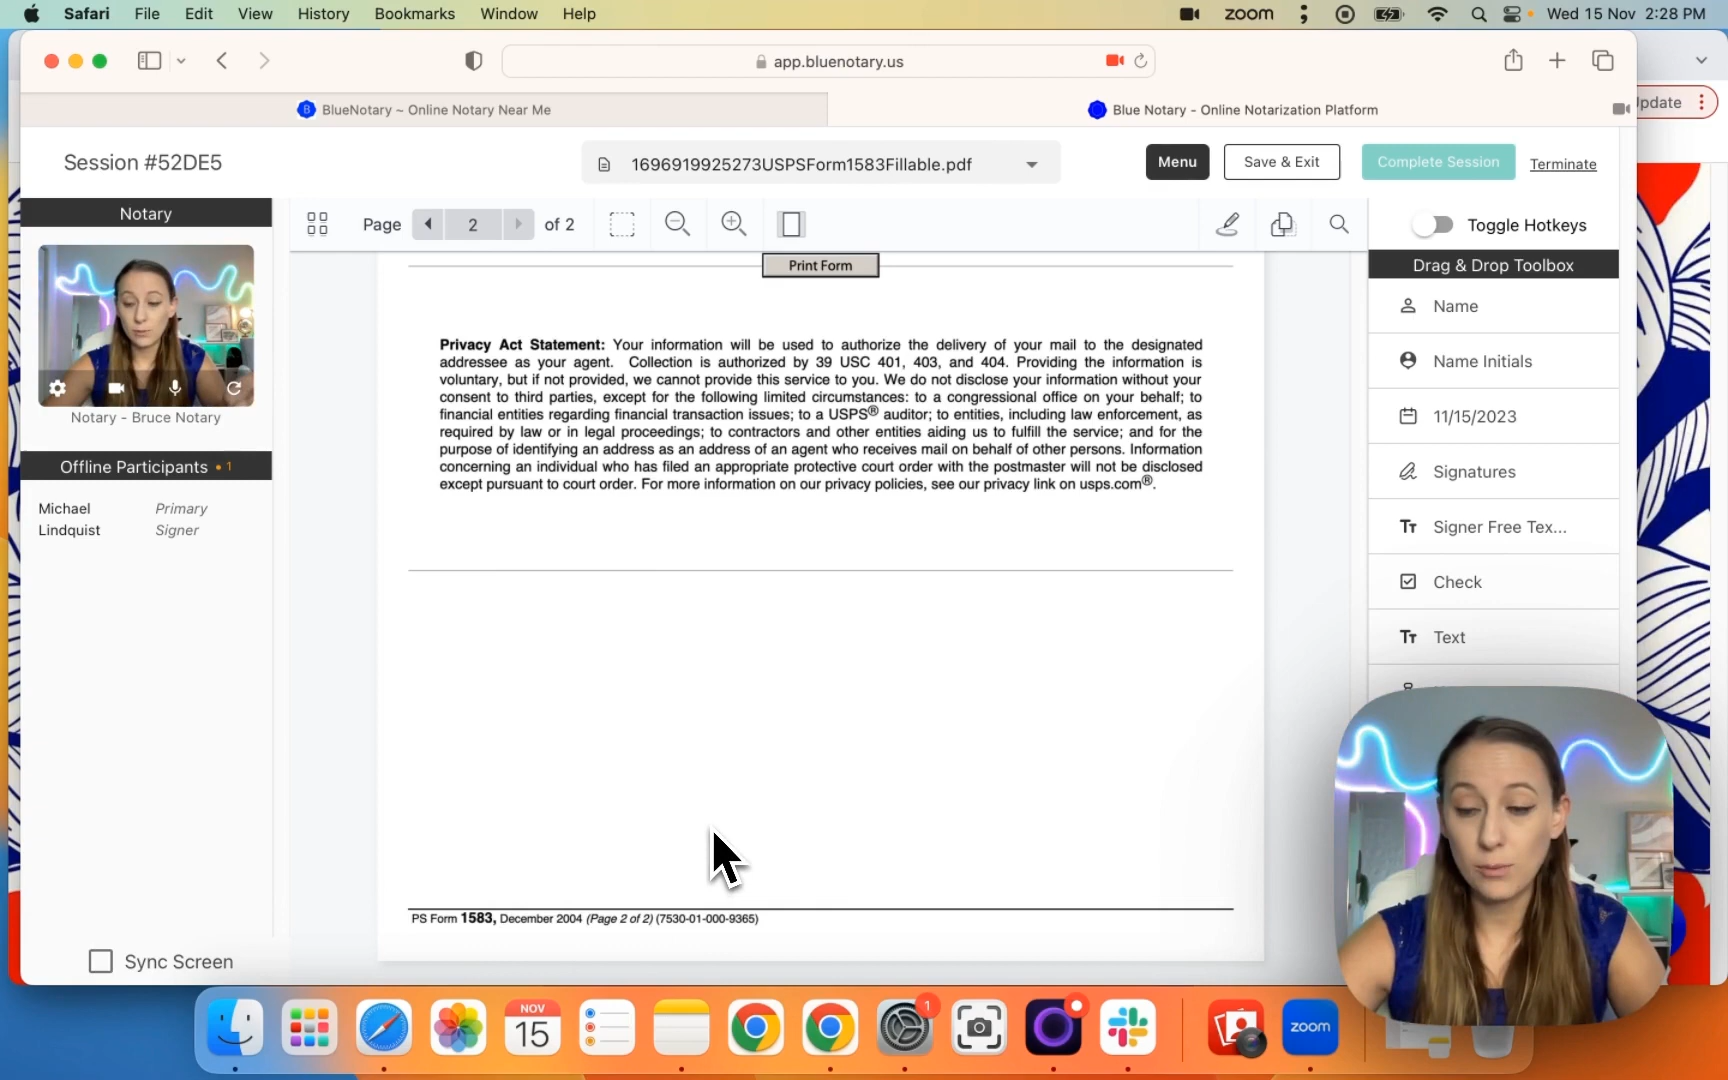 Safari File Edit View History Bookmarks Window Help zoom Wed 15 Nov 2:28 PM
app.bluenotary.us
BlueNotary ~ Online Notary Near Me
Blue Notary - Online Notarization Platform
Session #52DE5
1696919925273USPSForm1583Fillable.pdf
Menu
Save & Exit
Complete Session
Terminate
Notary
Page 2 of 2
Toggle Hotkeys
Print Form
Drag & Drop Toolbox
Name
Name Initials
11/15/2023
Signatures
Signer Free Tex...
Check
Text
Notary - Bruce Notary
Offline Participants • 1
Michael Lindquist
Primary Signer
Privacy Act Statement: Your information will be used to authorize the delivery of your mail to the designated
addressee as your agent. Collection is authorized by 39 USC 401, 403, and 404. Providing the information is
voluntary, but if not provided, we cannot provide this service to you. We do not disclose your information without your
consent to third parties, except for the following limited circumstances: to a congressional office on your behalf; to
financial entities regarding financial transaction issues; to a USPS® auditor; to entities, including law enforcement, as
required by law or in legal proceedings; to contractors and other entities aiding us to fulfill the service; and for the
purpose of identifying an address as an address of an agent who receives mail on behalf of other persons. Information
concerning an individual who has filed an appropriate protective court order with the postmaster will not be disclosed
except pursuant to court order. For more information on our privacy policies, see our privacy link on usps.com®.
PS Form 1583, December 2004 (Page 2 of 2) (7530-01-000-9365)
Sync Screen
NOV
15
1
zoom